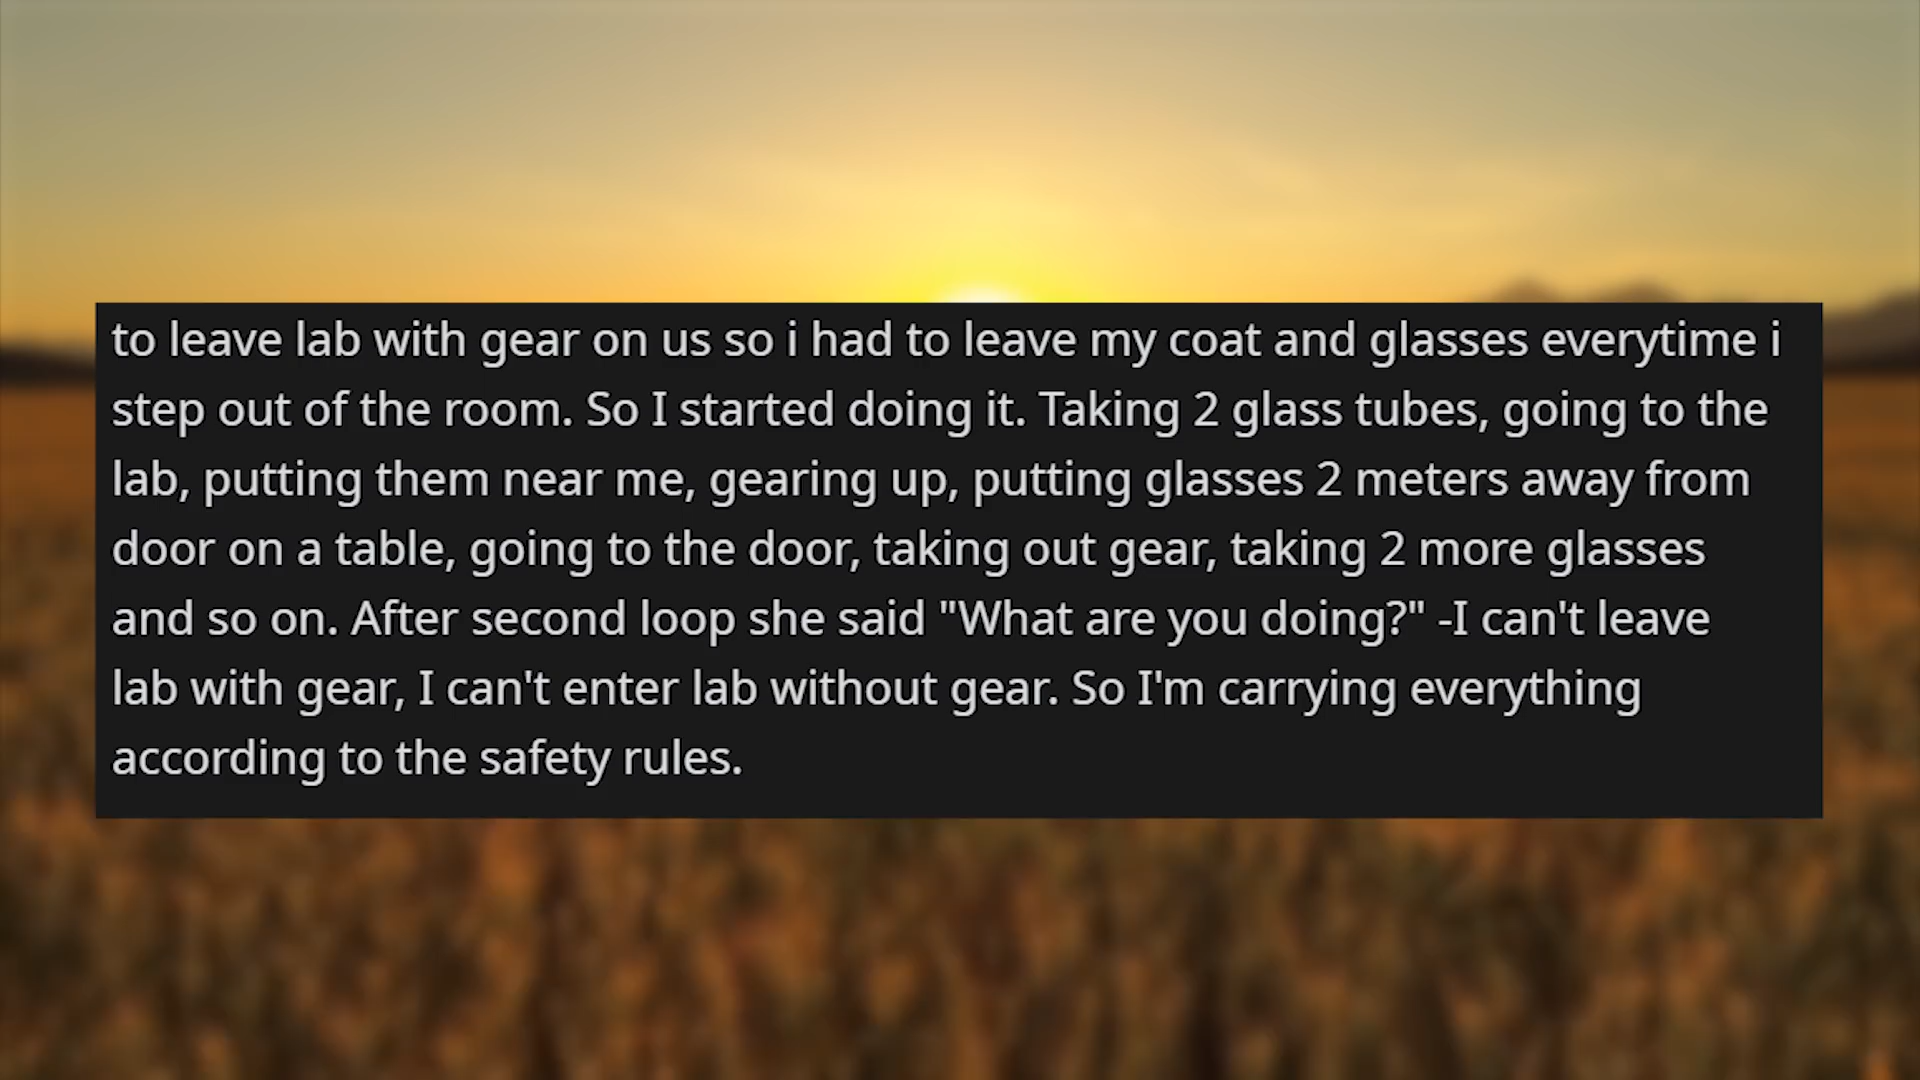 to leave lab with gear on us so i had to leave my coat and glasses everytime i
step out of the room. So I started doing it. Taking 2 glass tubes, going to the
lab, putting them near me, gearing up, putting glasses 2 meters away from
door on a table, going to the door, taking out gear, taking 2 more glasses
and so on. After second loop she said "What are you doing?" -I can't leave
lab with gear, I can't enter lab without gear. So I'm carrying everything
according to the safety rules.